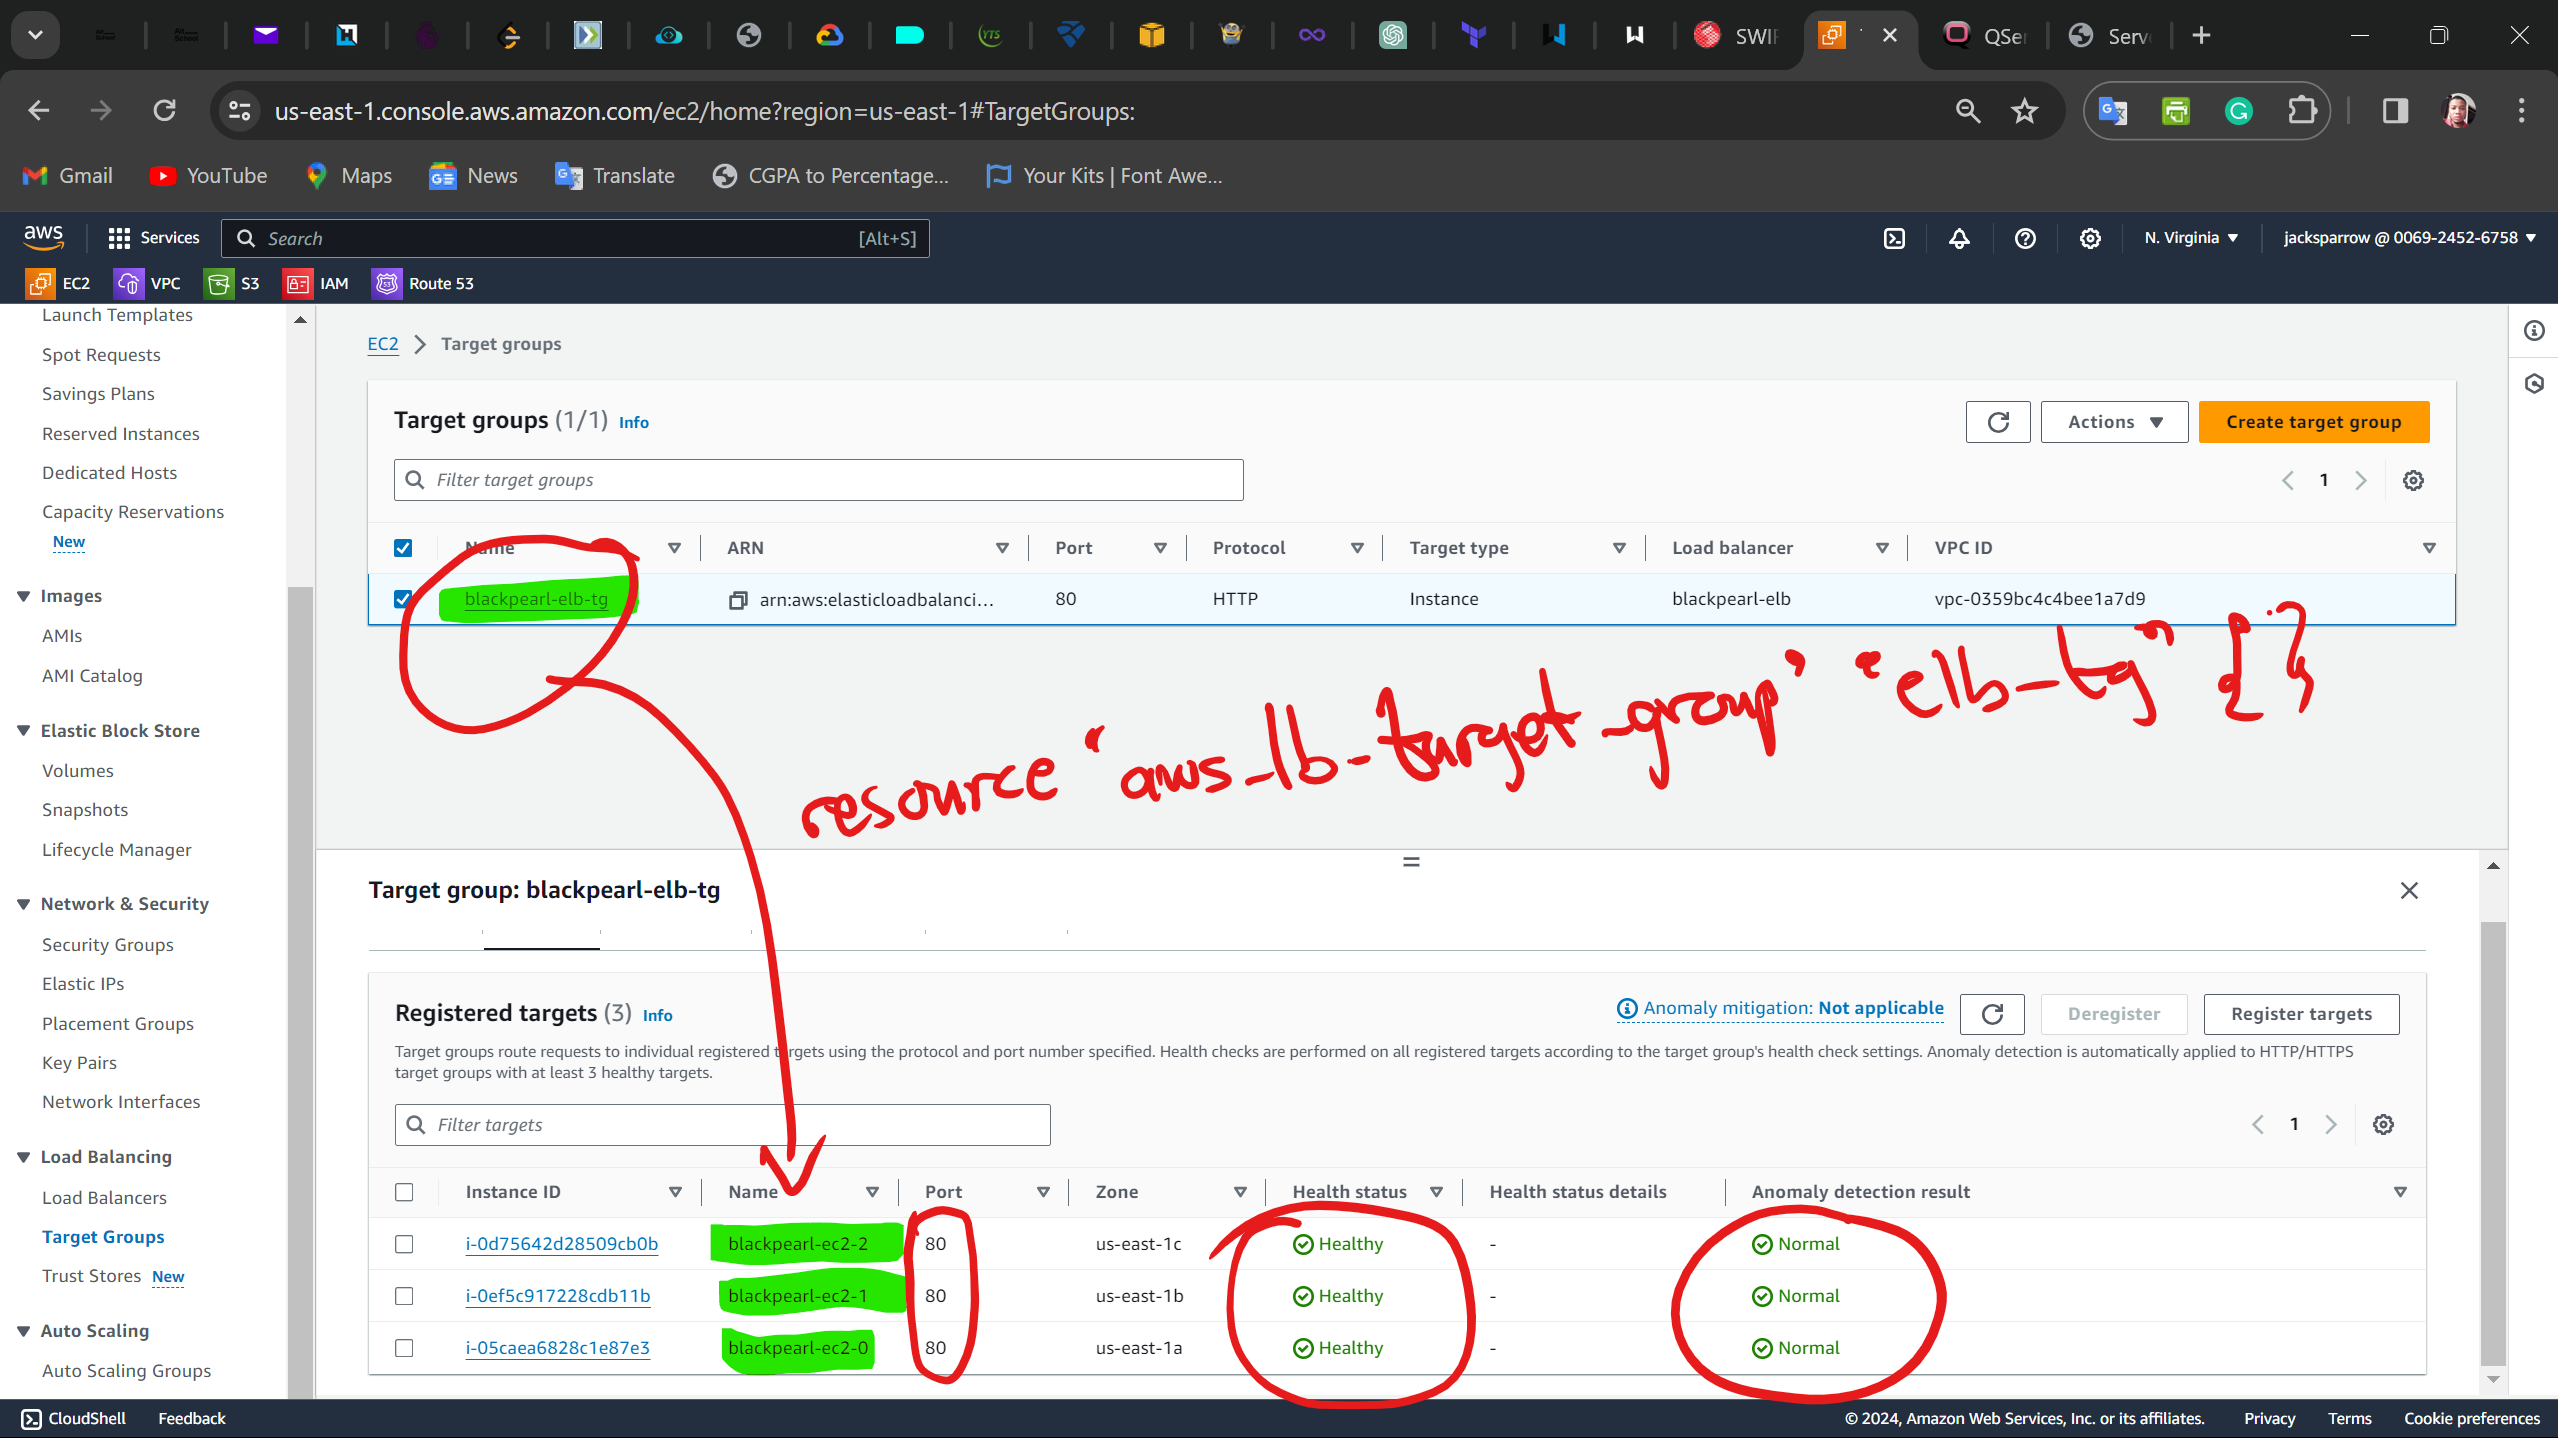 SWIF
QSer
Serv
us-east-1.console.aws.amazon.com/ec2/home?region=us-east-1#TargetGroups:
Gmail YouTube Maps News Translate CGPA to Percentage... Your Kits | Font Awe...
aws Services Search [Alt+S] N. Virginia jacksparrow @ 0069-2452-6758
EC2 VPC S3 IAM Route 53
Launch Templates
Spot Requests
Savings Plans
Reserved Instances
Dedicated Hosts
Capacity Reservations
New
Images
AMIs
AMI Catalog
Elastic Block Store
Volumes
Snapshots
Lifecycle Manager
Network & Security
Security Groups
Elastic IPs
Placement Groups
Key Pairs
Network Interfaces
Load Balancing
Load Balancers
Target Groups
Trust Stores New
Auto Scaling
Auto Scaling Groups
EC2 > Target groups
Target groups (1/1) Info
Actions Create target group
Filter target groups
1
Name ARN Port Protocol Target type Load balancer VPC ID
blackpearl-elb-tg arn:aws:elasticloadbalanci... 80 HTTP Instance blackpearl-elb vpc-0359bc4c4bee1a7d9
resource "aws_lb_target_group" "elb_tg" {}
Target group: blackpearl-elb-tg
Registered targets (3) Info
Anomaly mitigation: Not applicable Deregister Register targets
Target groups route requests to individual registered targets using the protocol and port number specified. Health checks are performed on all registered targets according to the target group's health check settings. Anomaly detection is automatically applied to HTTP/HTTPS
target groups with at least 3 healthy targets.
Filter targets
1
Instance ID Name Port Zone Health status Health status details Anomaly detection result
i-0d75642d28509cb0b blackpearl-ec2-2 80 us-east-1c Healthy - Normal
i-0ef5c917228cdb11b blackpearl-ec2-1 80 us-east-1b Healthy - Normal
i-05caea6828c1e87e3 blackpearl-ec2-0 80 us-east-1a Healthy - Normal
CloudShell Feedback © 2024, Amazon Web Services, Inc. or its affiliates. Privacy Terms Cookie preferences